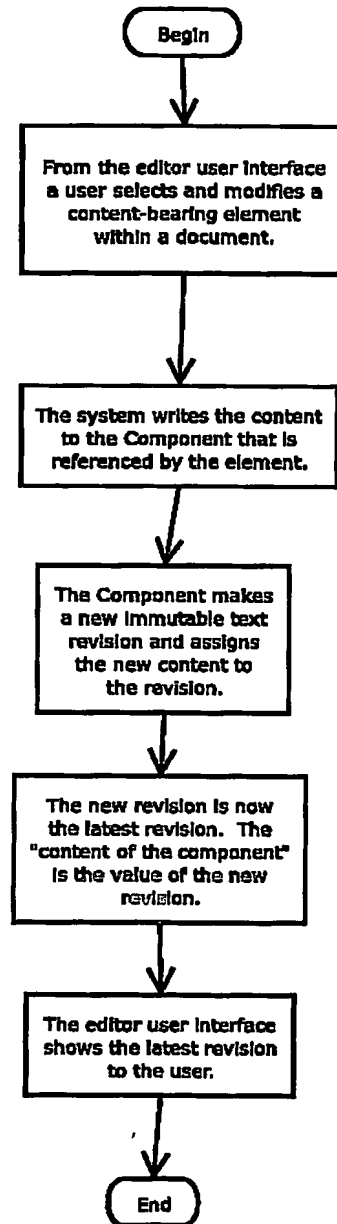 Begin
From the editor user interface
a user selects and modifies a
content-bearing element
within a document.
The system writes the content
to the Component that is
referenced by the element.
The Component makes
a new immutable text
revision and assigns
the new content to
the revision.
The new revision is now
the latest revision. The
"content of the component"
is the value of the new
revision.
The editor user interface
shows the latest revision
to the user.
End